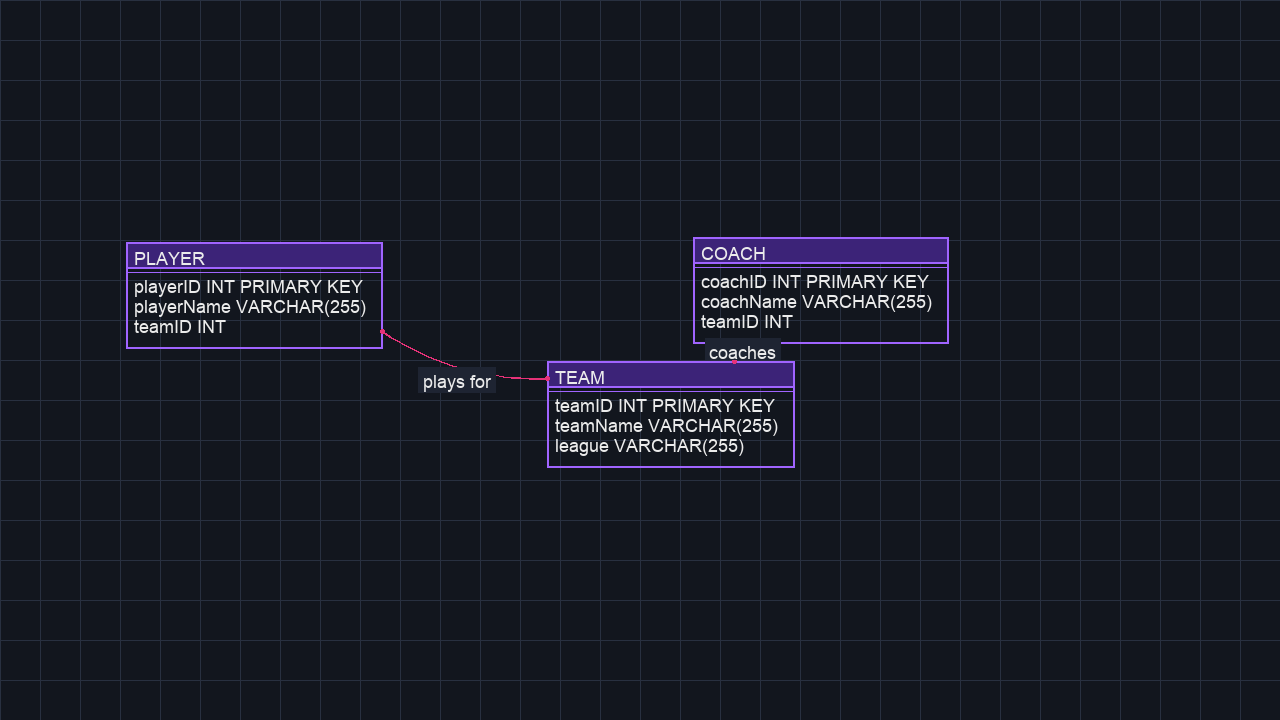 PLAYER
playerID INT PRIMARY KEY
playerName VARCHAR(255)
teamID INT
COACH
coachID INT PRIMARY KEY
coachName VARCHAR(255)
teamID INT
coaches
plays for
TEAM
teamID INT PRIMARY KEY
teamName VARCHAR(255)
league VARCHAR(255)